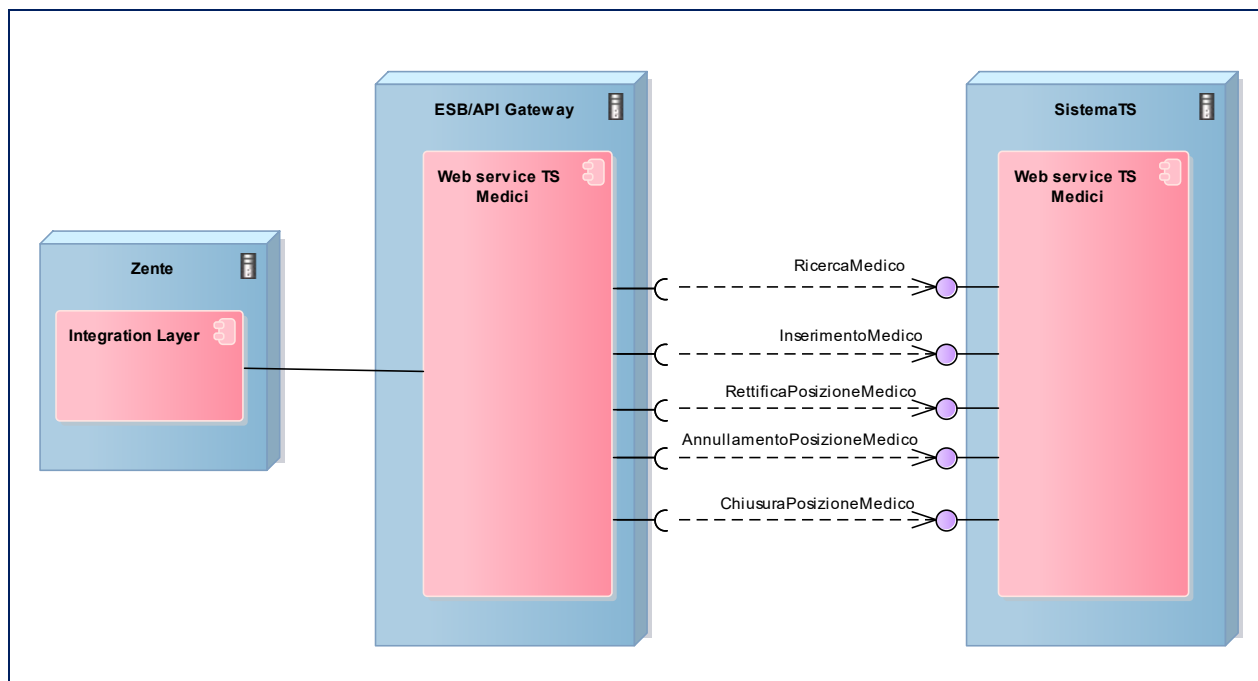 ESB/API Gateway
SistemaTS
Web service TS
Medici
Web service TS
Medici
Zente
Integration Layer
RicercaMedico
InserimentoMedico
RettificaPosizioneMedico
AnnullamentoPosizioneMedico
ChiusuraPosizioneMedico